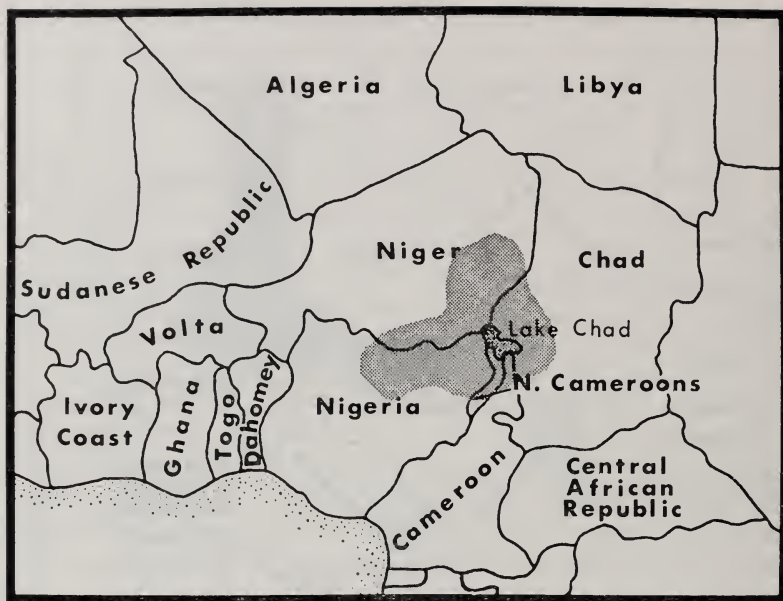 Algeria
Libya
Sudanese Republic
Niger
Chad
Volta
Lake Chad
Ivory
Coast
Ghana
Togo
Dahomey
Nigeria
N. Cameroons
Cameroon
Central
African
Republic